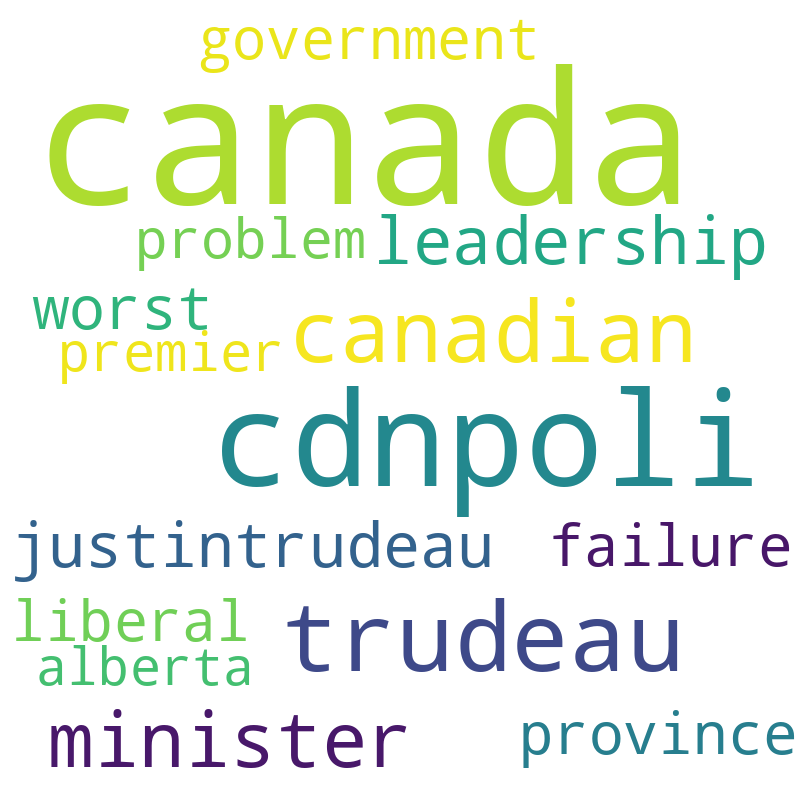 government
canada
problem leadership
worst
canadian
premier
cdnpoli
justintrudeau failure
liberal
trudeau
alberta
minister
province